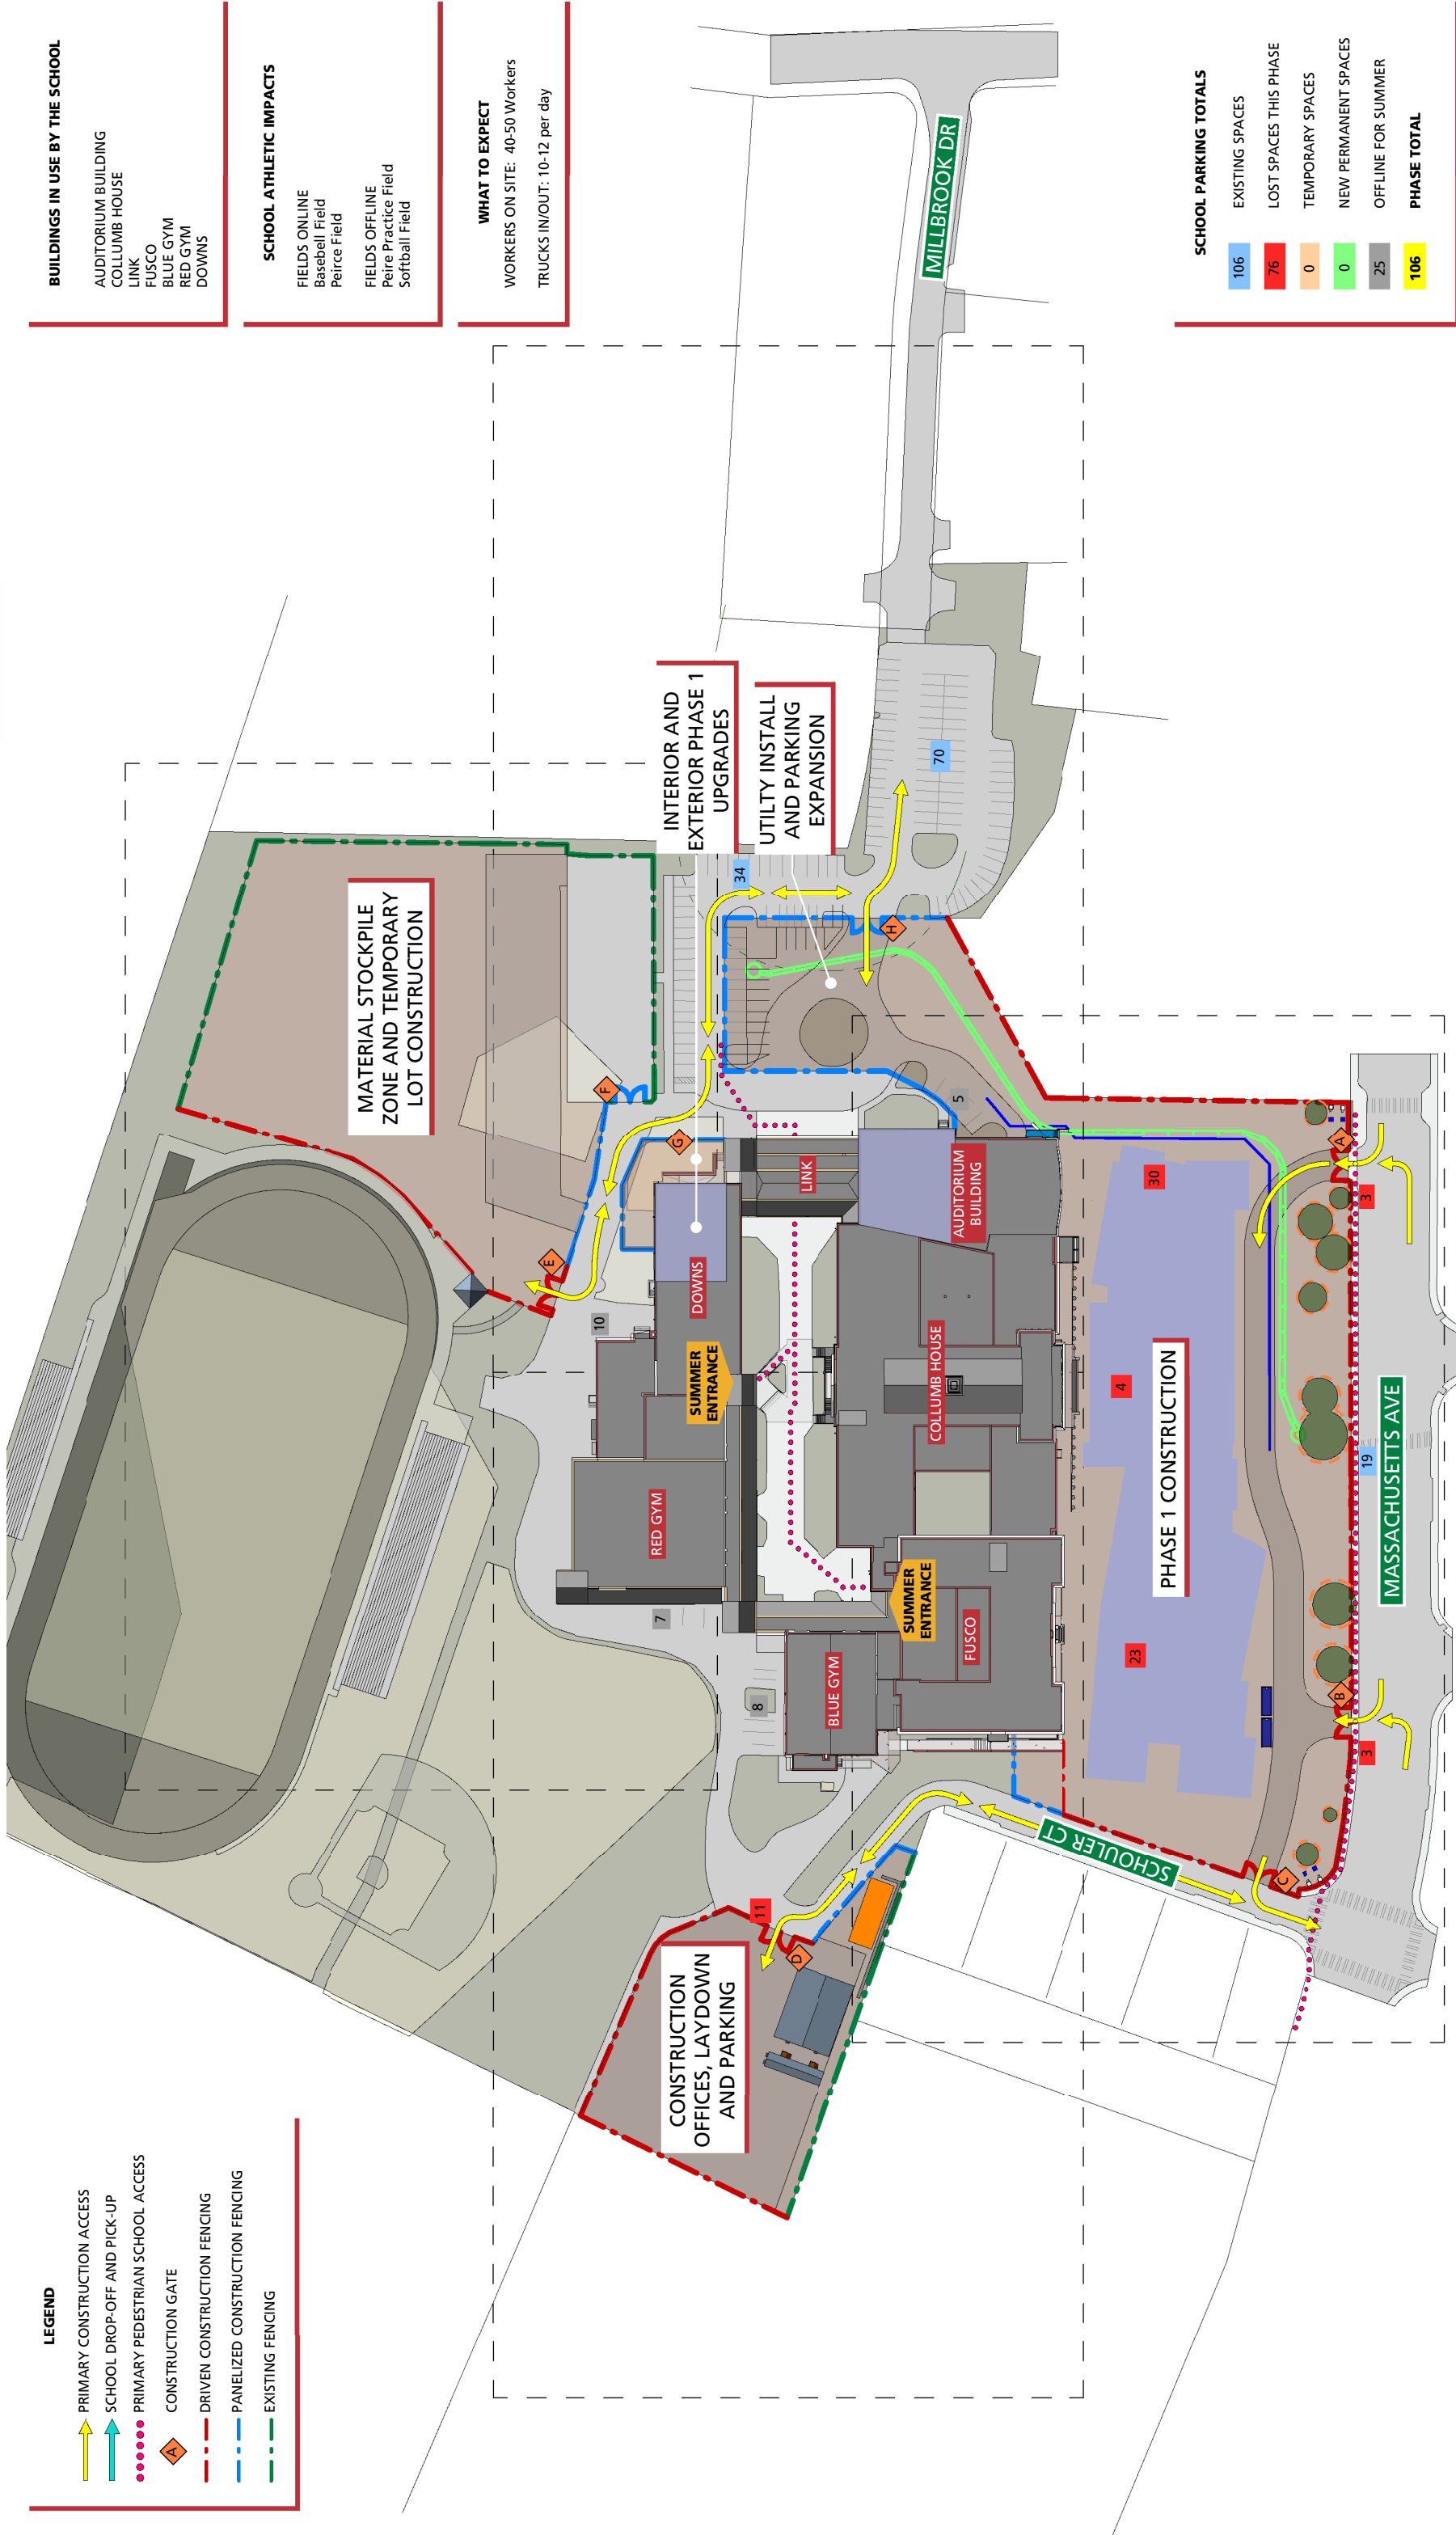 LEGEND
PRIMARY CONSTRUCTION ACCESS
SCHOOL DROP-OFF AND PICK-UP
PRIMARY PEDESTRIAN SCHOOL ACCESS
A
CONSTRUCTION GATE
DRIVEN CONSTRUCTION FENCING
PANELIZED CONSTRUCTION FENCING
EXISTING FENCING
BUILDINGS IN USE BY THE SCHOOL
AUDITORIUM BUILDING
COLLUMB HOUSE
LINK
FUSCO
BLUE GYM
RED GYM
DOWNS
SCHOOL ATHLETIC IMPACTS
FIELDS ONLINE
Basebell Field
Peirce Field
FIELDS OFFLINE
Peire Practice Field
Softball Field
WHAT TO EXPECT
WORKERS ON SITE: 40-50 Workers
TRUCKS IN/OUT: 10-12 per day
MATERIAL STOCKPILE
ZONE AND TEMPORARY
LOT CONSTRUCTION
INTERIOR AND
EXTERIOR PHASE 1
UPGRADES
UTILTY INSTALL
AND PARKING
EXPANSION
CONSTRUCTION
OFFICES, LAYDOWN
AND PARKING
PHASE 1 CONSTRUCTION
E
F
G
H
D
C
B
A
10
7
8
11
34
70
5
30
4
23
3
3
19
RED GYM
DOWNS
SUMMER
ENTRANCE
LINK
BLUE GYM
SUMMER
ENTRANCE
FUSCO
COLLUMB HOUSE
AUDITORIUM
BUILDING
SCHOULER CT
MASSACHUSETTS AVE
MILLBROOK DR
SCHOOL PARKING TOTALS
106 EXISTING SPACES
76 LOST SPACES THIS PHASE
0 TEMPORARY SPACES
0 NEW PERMANENT SPACES
25 OFFLINE FOR SUMMER
106 PHASE TOTAL